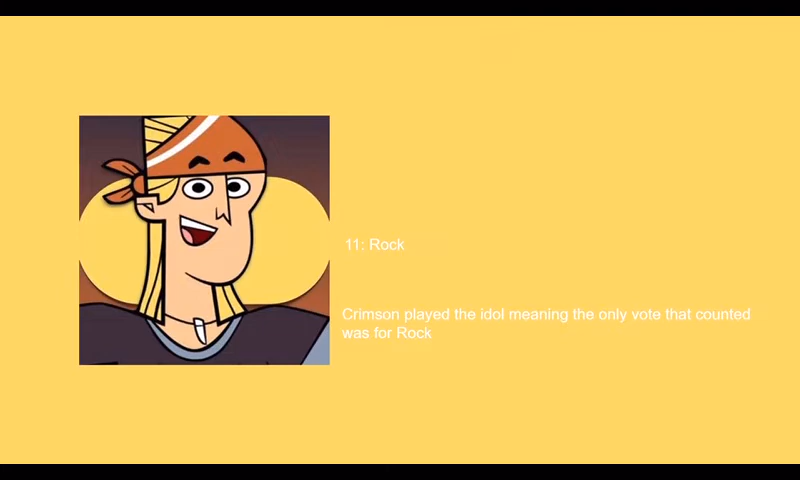 11: Rock
Crimson played the idol meaning the only vote that counted
was for Rock